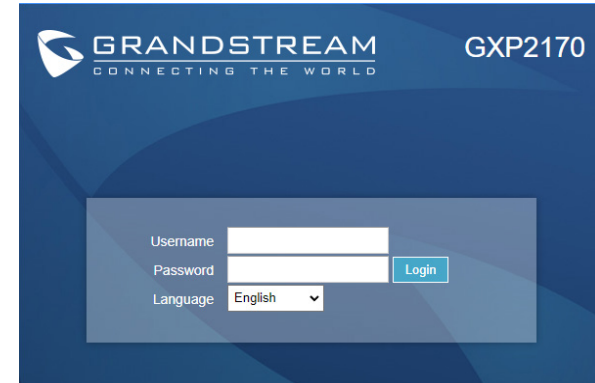 GRANDSTREAM
GXP2170
CONNECTING THE WORLD
Username
Password
Login
Language
English